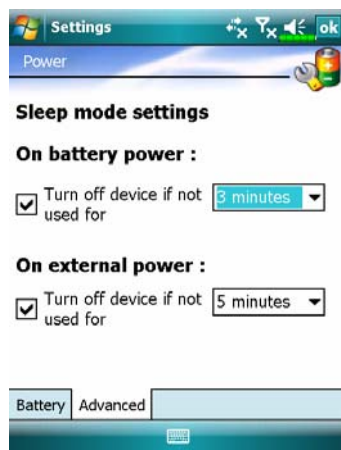 Settings
ok
Power
Sleep mode settings
On battery power :
Turn off device if not
used for
3 minutes
On external power :
Turn off device if not
used for
5 minutes
Battery Advanced